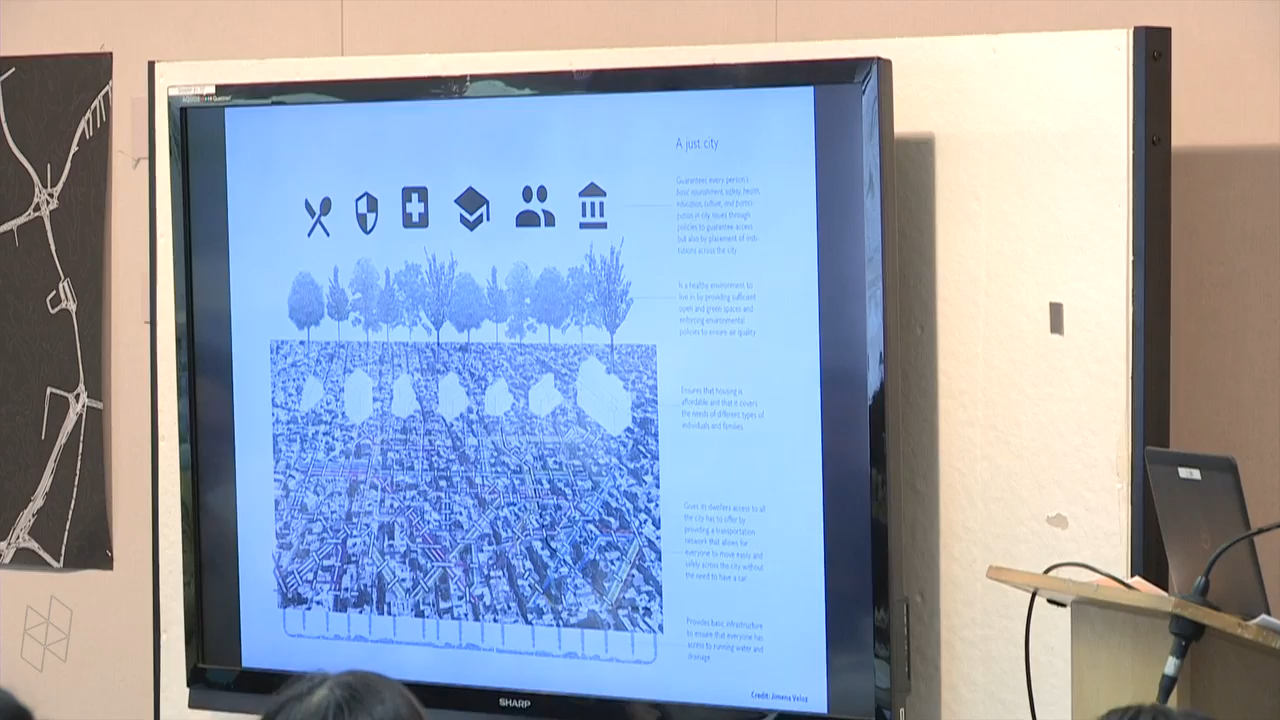 A just city
Guarantees every person's
basic nourishment, safety, health,
education, culture, and partici-
pation in city issues through
policies to guarantee access
but also by placement of insti-
tutions across the city
Is a healthy environment to
live in by providing sufficient
open and green spaces and
enforcing environmental
policies to ensure air quality
Ensures that housing is
affordable and that it covers
the needs of different types of
individuals and families
Gives its dwellers access to all
the city has to offer by
providing a transportation
network that allows for
everyone to move easily and
safely across the city without
the need to have a car
Provides basic infrastructure
to ensure that everyone has
access to running water and
drainage
Credit: Jimena Veloz
SHARP